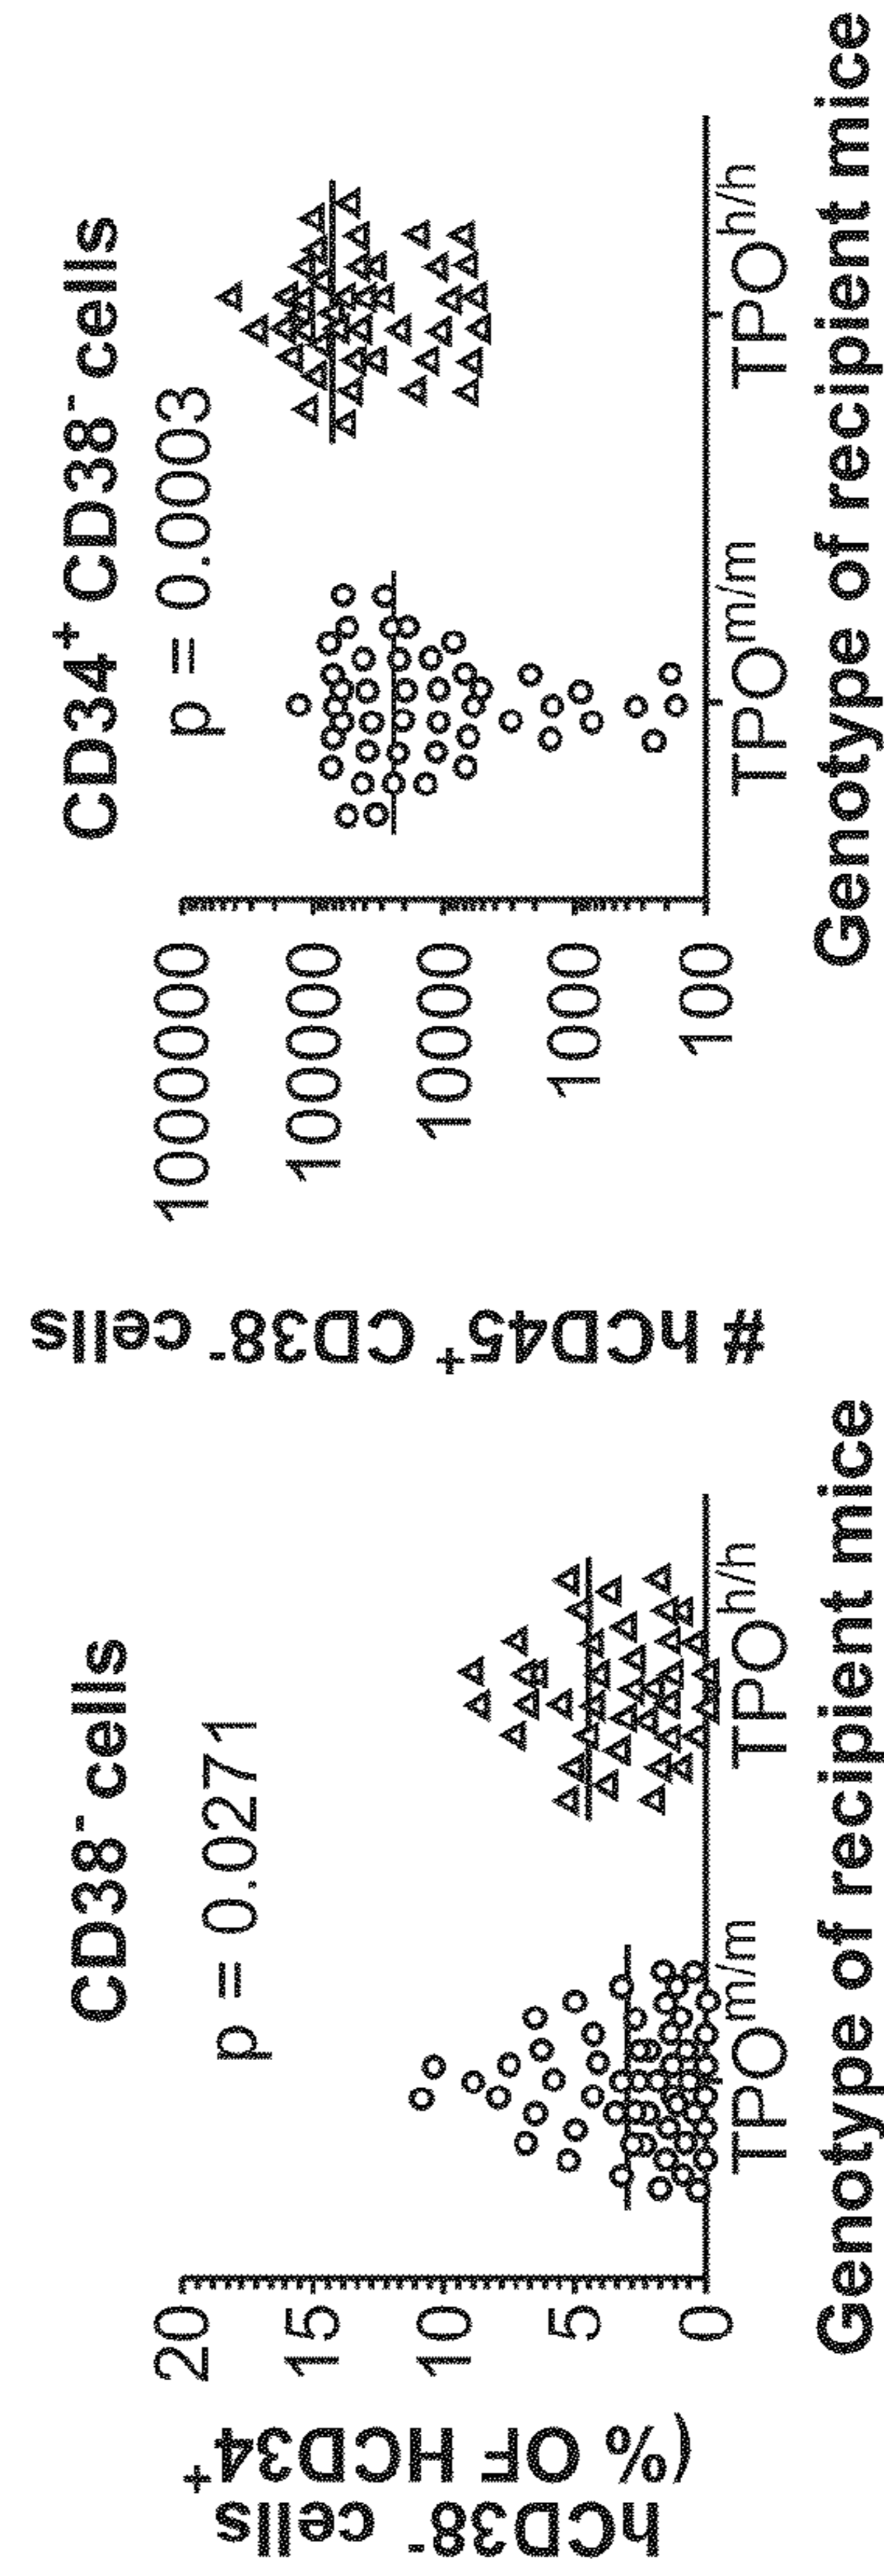 CD38⁻ cells
p = 0.0271
hCD38⁻ cells
(% OF HCD34⁺
20
15
10
5
0
TPOᵐ/ᵐ
TPOʰ/ʰ
Genotype of recipient mice
CD34⁺ CD38⁻ cells
p = 0.0003
# hCD45⁺ CD38⁻ cells
1000000
100000
10000
1000
100
TPOᵐ/ᵐ
TPOʰ/ʰ
Genotype of recipient mice